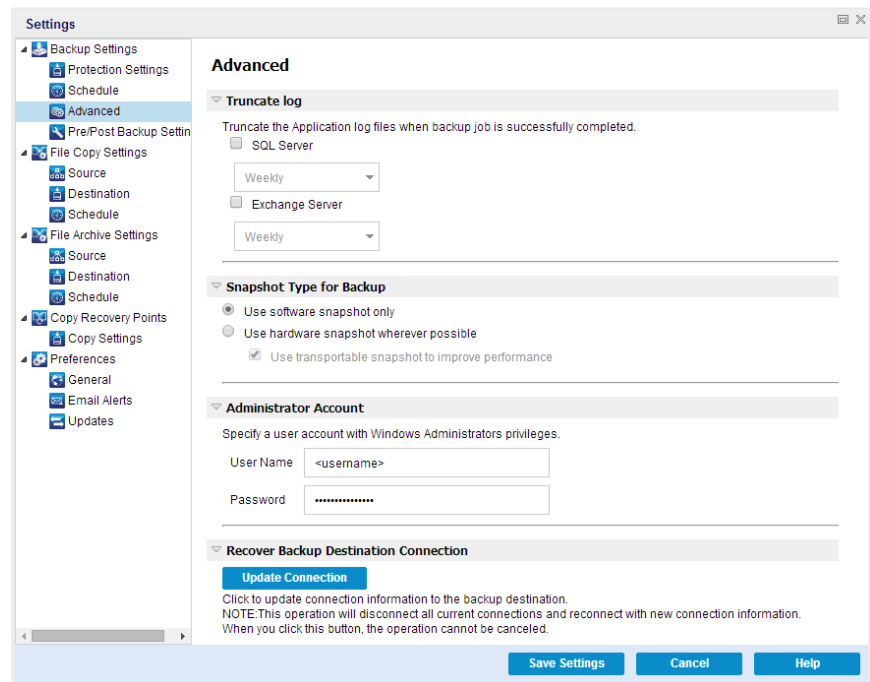 Settings
Backup Settings
Protection Settings
Schedule
Advanced
Pre/Post Backup Settin
File Copy Settings
Source
Destination
Schedule
File Archive Settings
Source
Destination
Schedule
Copy Recovery Points
Copy Settings
Preferences
General
Email Alerts
Updates
Advanced
Truncate log
Truncate the Application log files when backup job is successfully completed.
SQL Server
Weekly
Exchange Server
Weekly
Snapshot Type for Backup
Use software snapshot only
Use hardware snapshot wherever possible
Use transportable snapshot to improve performance
Administrator Account
Specify a user account with Windows Administrators privileges.
User Name <username>
Password •••••••••••••••
Recover Backup Destination Connection
Update Connection
Click to update connection information to the backup destination.
NOTE:This operation will disconnect all current connections and reconnect with new connection information.
When you click this button, the operation cannot be canceled.
Save Settings Cancel Help